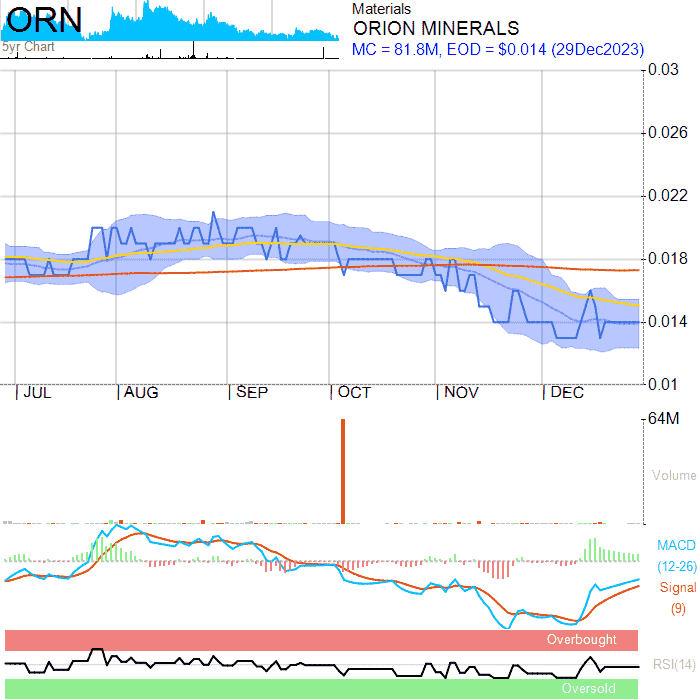 ORN
5yr Chart
Materials
ORION MINERALS
MC = 81.8M, EOD = $0.014 (29Dec2023)
0.03
0.026
0.022
0.018
0.014
0.01
JUL AUG SEP OCT NOV DEC
64M
Volume
MACD
(12-26)
Signal
(9)
Overbought
RSI(14)
Oversold